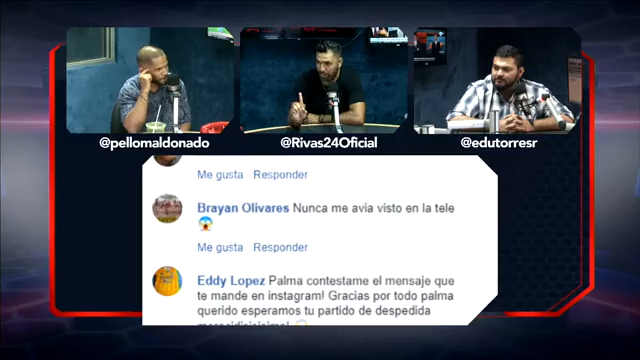 @pellomaldonado
@Rivas24Oficial
@edutorresr
Me gusta Responder
Brayan Olivares Nunca me avia visto en la tele
Me gusta Responder
Eddy Lopez Palma contestame el mensaje que
te mande en instagram! Gracias por todo palma
querido esperamos tu partido de despedida